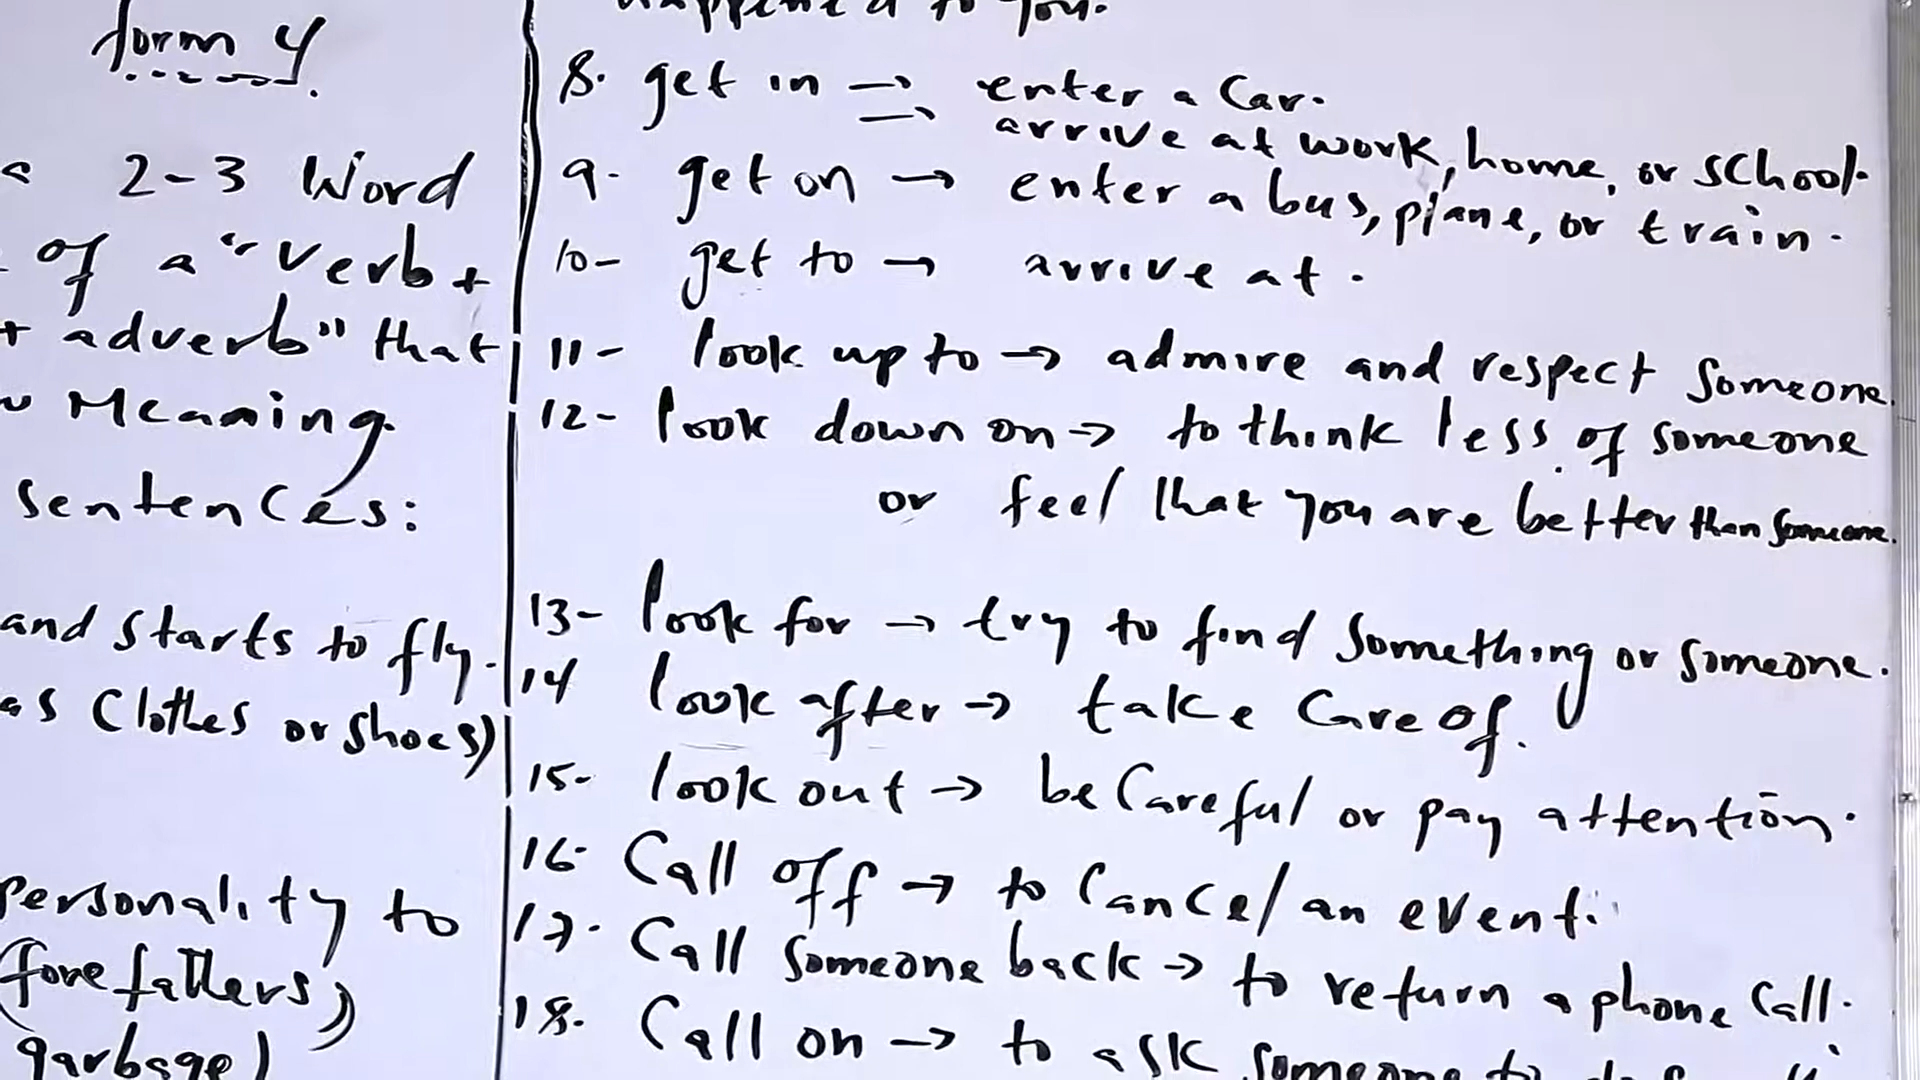 form 4
2-3 Word
of a "verb +
+ adverb" that
Meaning
sentences:
and starts to fly.
as Clothes or shoes)
Personality to
(forefathers)
garbage)
happened to you.
8. get in → enter a Car.
→ arrive at work, home, or school.
9. get on → enter a bus, plane, or train.
10- get to → arrive at.
11- look up to → admire and respect someone.
12- look down on → to think less of someone
or feel that you are better than someone.
13- look for → try to find something or someone.
14 look after → take Care of.
15- look out → be Careful or pay attention.
16- Call off → to Cancel an event.
17. Call someone back → to return a phone Call.
18. Call on → to ask someone to